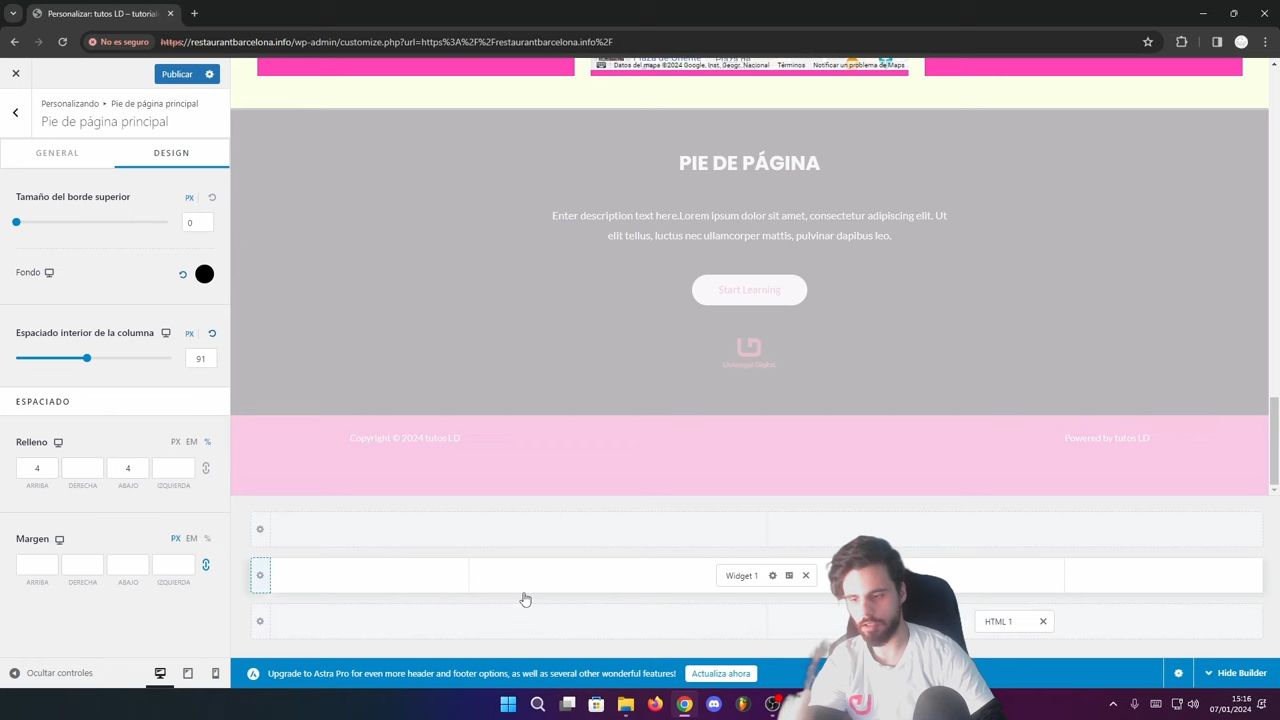 Personalizando: tutorial LD
No es seguro
https://restaurantbarcelona.info/wp-admin/customize.php?url=https%3A%2F%2Frestaurantbarcelona.info%2F
Publicar
Personalizando ▸ Pie de página principal
Pie de página principal
GENERAL
DESIGN
Tamaño del borde superior
PX
0
Fondo
Espaciado interior de la columna
PX
91
ESPACIADO
Relleno
PX EM %
4
4
ARRIBA DERECHA ABAJO IZQUIERDA
Margen
PX EM %
ARRIBA DERECHA ABAJO IZQUIERDA
Ocultar controles
Datos del mapa ©2024 Google, Inst. Geogr. Nacional Términos Notificar un problema de Maps
PIE DE PÁGINA
Enter description text here.Lorem ipsum dolor sit amet, consectetur adipiscing elit. Ut
elit tellus, luctus nec ullamcorper mattis, pulvinar dapibus leo.
Start Learning
Copyright © 2024 tutos LD
Powered by tutos LD
Widget 1
HTML 1
Upgrade to Astra Pro for even more header and footer options, as well as several other wonderful features!
Actualiza ahora
Hide Builder
15:16
07/01/2024